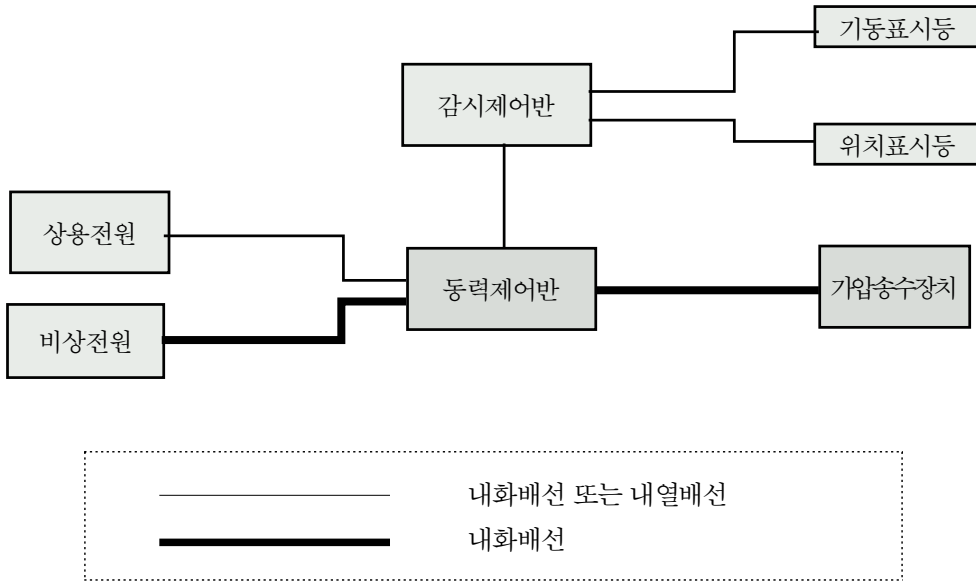 기동표시등
감시제어반
위치표시등
상용전원
동력제어반
가압송수장치
비상전원
내화배선 또는 내열배선
내화배선